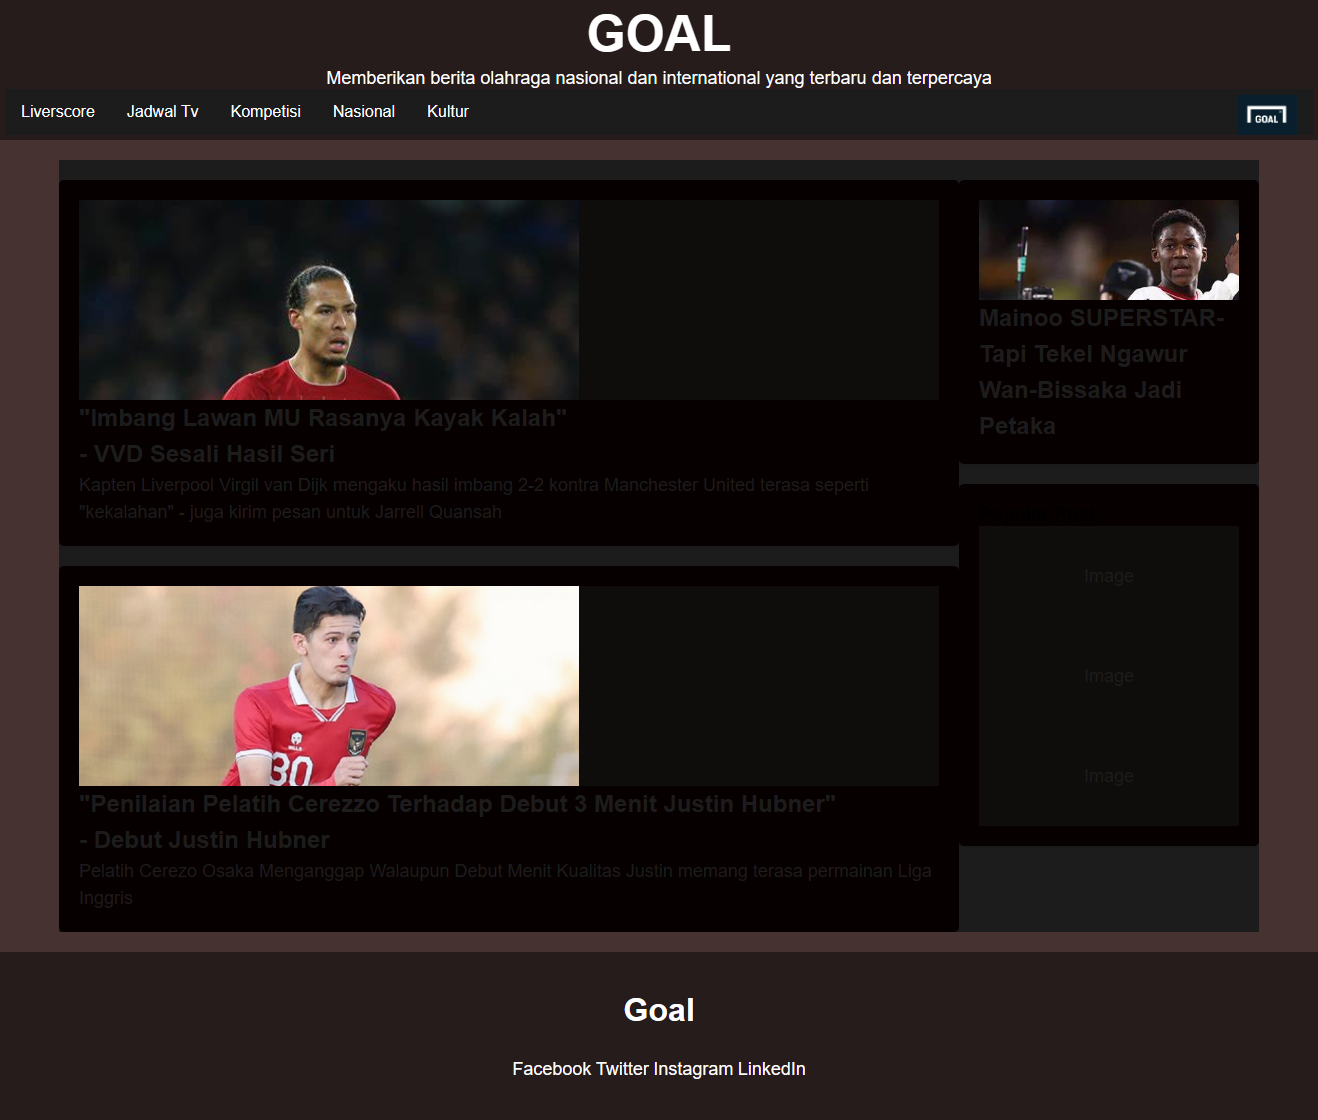 GOAL
Memberikan berita olahraga nasional dan international yang terbaru dan terpercaya
Liverscore Jadwal Tv Kompetisi Nasional Kultur
GOAL
"Imbang Lawan MU Rasanya Kayak Kalah"
- VVD Sesali Hasil Seri
Kapten Liverpool Virgil van Dijk mengaku hasil imbang 2-2 kontra Manchester United terasa seperti
"kekalahan" - juga kirim pesan untuk Jarrell Quansah
30
"Penilaian Pelatih Cerezzo Terhadap Debut 3 Menit Justin Hubner"
- Debut Justin Hubner
Pelatih Cerezo Osaka Menganggap Walaupun Debut Menit Kualitas Justin memang terasa permainan Liga
Inggris
Mainoo SUPERSTAR-
Tapi Tekel Ngawur
Wan-Bissaka Jadi
Petaka
Image
Image
Image
Goal
Facebook Twitter Instagram LinkedIn